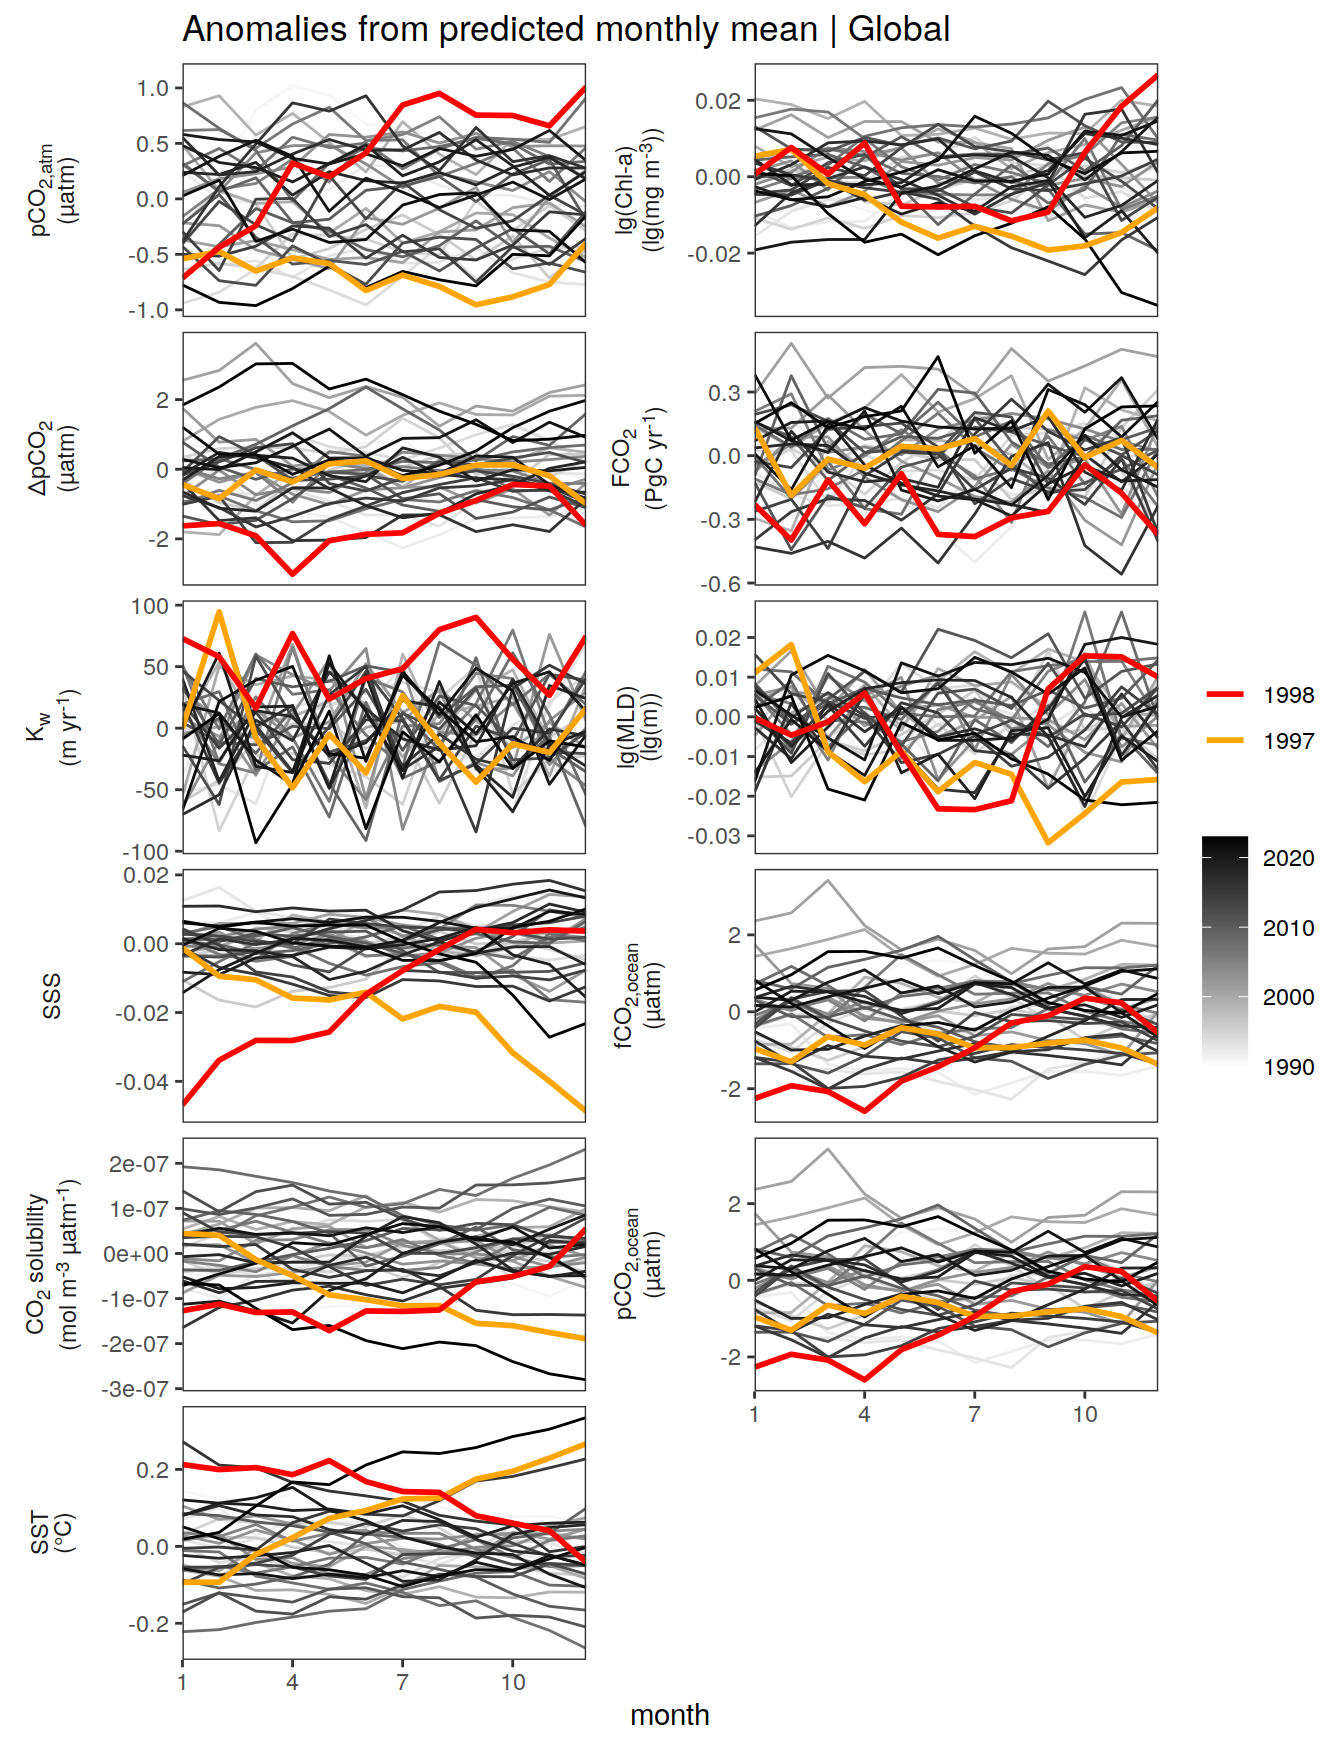 Anomalies from predicted monthly mean | Global
pCO2,atm
(µatm)
1.0
0.5
0.0
-0.5
-1.0
lg(Chl-a)
(lg(mg m-3))
0.02
0.00
-0.02
ΔpCO2
(µatm)
2
0
-2
FCO2
(PgC yr-1)
0.3
0.0
-0.3
-0.6
Kw
(m yr-1)
100
50
0
-50
-100
lg(MLD)
(lg(m))
0.02
0.01
0.00
-0.01
-0.02
-0.03
SSS
0.02
0.00
-0.02
-0.04
fCO2,ocean
(µatm)
2
0
-2
CO2 solubility
(mol m-3 µatm-1)
2e-07
1e-07
0e+00
-1e-07
-2e-07
-3e-07
pCO2,ocean
(µatm)
2
0
-2
1 4 7 10
SST
(°C)
0.2
0.0
-0.2
1 4 7 10
month
1998
1997
2020
2010
2000
1990